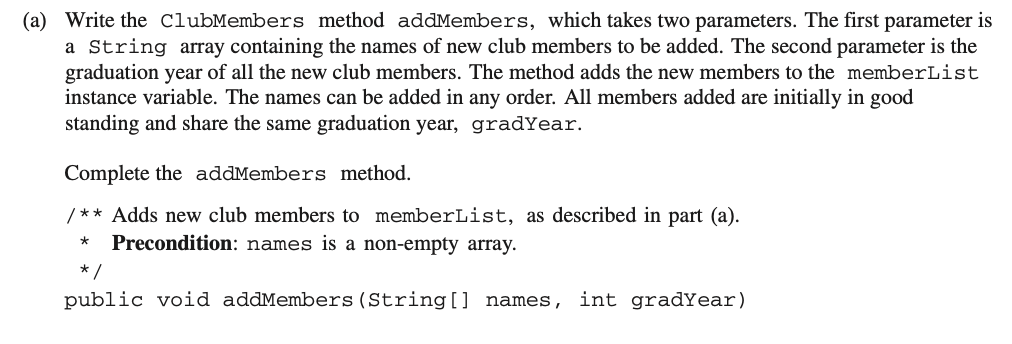 (a) Write the ClubMembers method addMembers, which takes two parameters. The first parameter is
a String array containing the names of new club members to be added. The second parameter is the
graduation year of all the new club members. The method adds the new members to the memberList
instance variable. The names can be added in any order. All members added are initially in good
standing and share the same graduation year, gradYear.
Complete the addMembers method.
/** Adds new club members to memberList, as described in part (a).
* Precondition: names is a non-empty array.
*/
public void addMembers(String[] names, int gradYear)